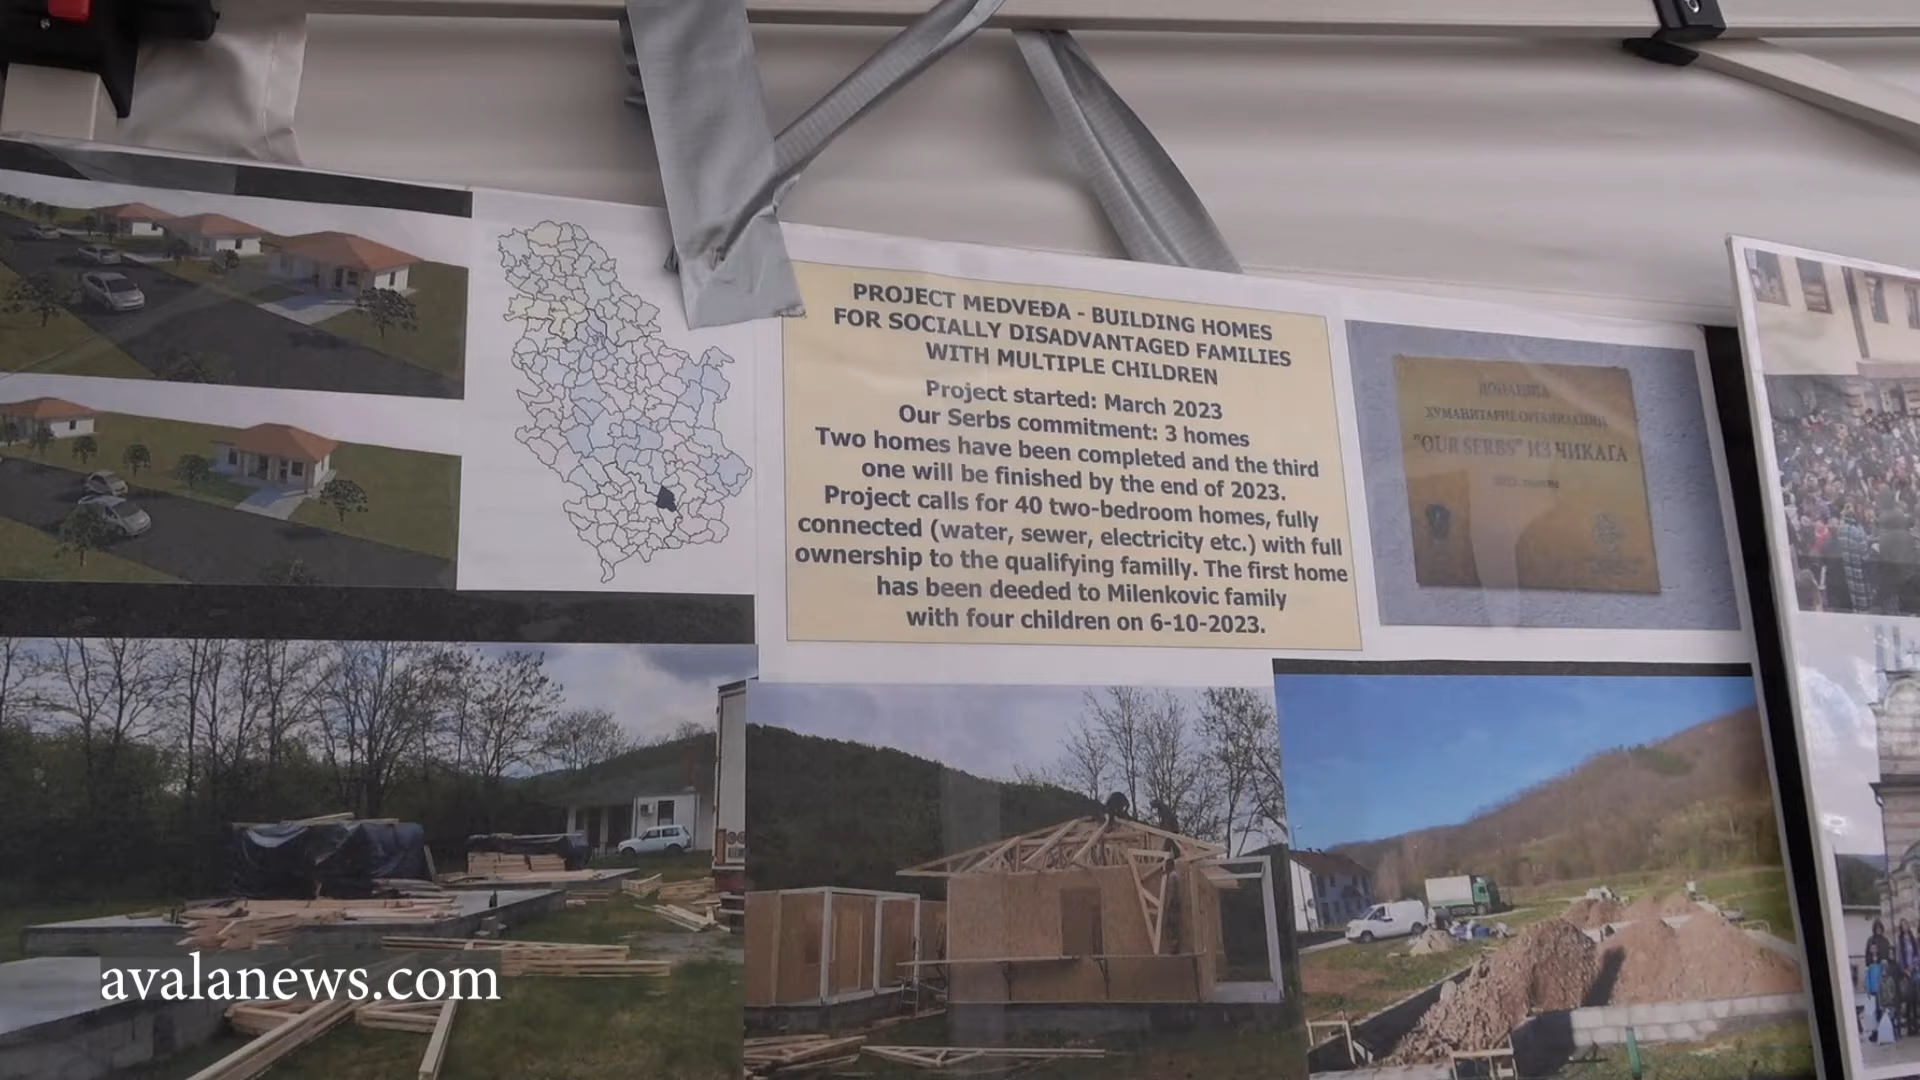 PROJECT MEDVEĐA - BUILDING HOMES
FOR SOCIALLY DISADVANTAGED FAMILIES
WITH MULTIPLE CHILDREN
Project started: March 2023
Our Serbs commitment: 3 homes
Two homes have been completed and the third
one will be finished by the end of 2023.
Project calls for 40 two-bedroom homes, fully
connected (water, sewer, electricity etc.) with full
ownership to the qualifying familly. The first home
has been deeded to Milenkovic family
with four children on 6-10-2023.
ДОНАЦИЈА
ХУМАНИТАРНЕ ОРГАНИЗАЦИЈЕ
"OUR SERBS" ИЗ ЧИКАГА
avalanews.com